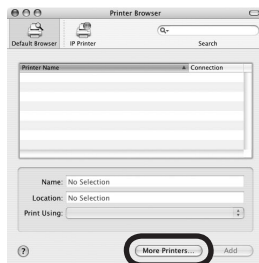 Printer Browser
Default Browser
IP Printer
Search
Printer Name
Connection
Name: No Selection
Location: No Selection
Print Using:
?
More Printers...
Add